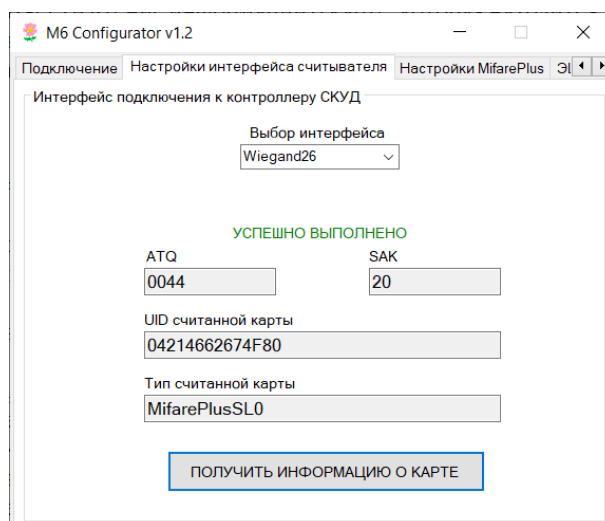 M6 Configurator v1.2
Подключение Настройки интерфейса считывателя Настройки MifarePlus
Интерфейс подключения к контроллеру СКУД
Выбор интерфейса
Wiegand26
УСПЕШНО ВЫПОЛНЕНО
ATQ SAK
0044 20
UID считанной карты
04214662674F80
Тип считанной карты
MifarePlusSL0
ПОЛУЧИТЬ ИНФОРМАЦИЮ О КАРТЕ